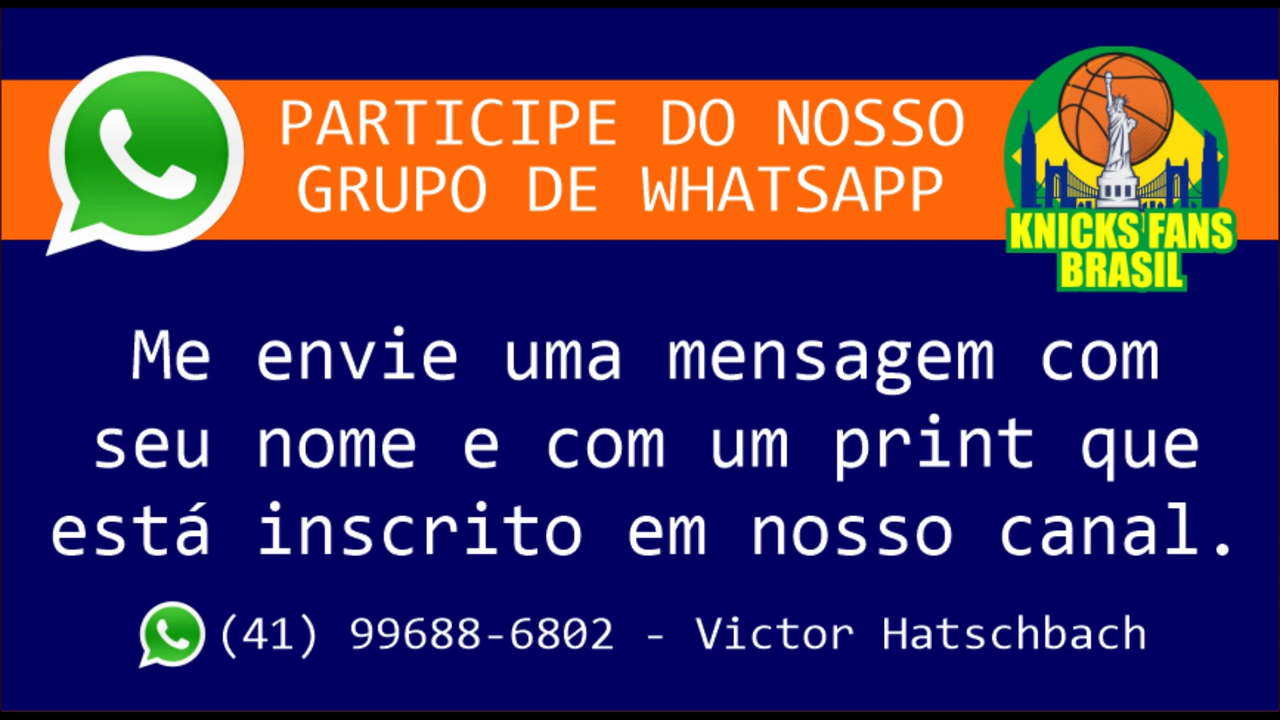 PARTICIPE DO NOSSO
GRUPO DE WHATSAPP
KNICKS FANS
BRASIL
Me envie uma mensagem com
seu nome e com um print que
está inscrito em nosso canal.
(41) 99688-6802 - Victor Hatschbach